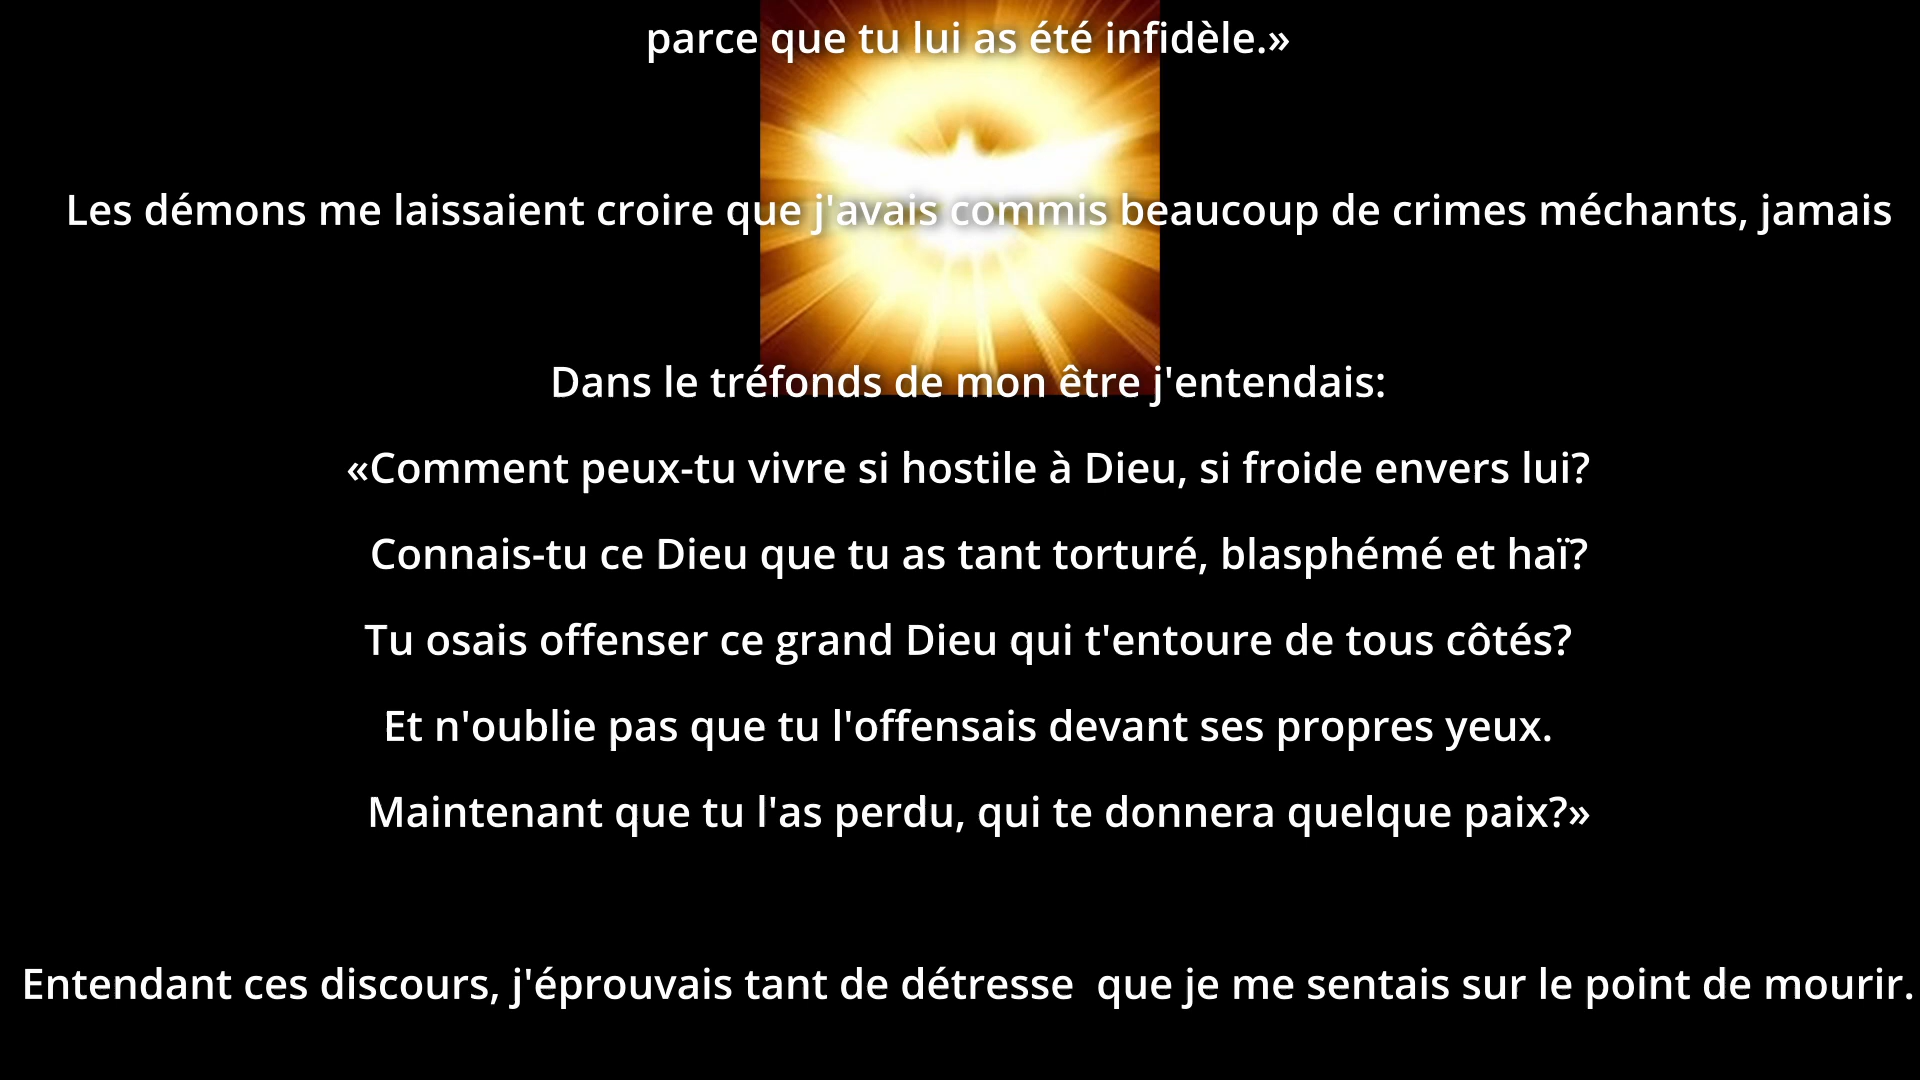 parce que tu lui as été infidèle.»
Les démons me laissaient croire que j'avais commis beaucoup de crimes méchants, jamais
Dans le tréfonds de mon être j'entendais:
«Comment peux-tu vivre si hostile à Dieu, si froide envers lui?
Connais-tu ce Dieu que tu as tant torturé, blasphémé et haï?
Tu osais offenser ce grand Dieu qui t'entoure de tous côtés?
Et n'oublie pas que tu l'offensais devant ses propres yeux.
Maintenant que tu l'as perdu, qui te donnera quelque paix?»
Entendant ces discours, j'éprouvais tant de détresse  que je me sentais sur le point de mourir.